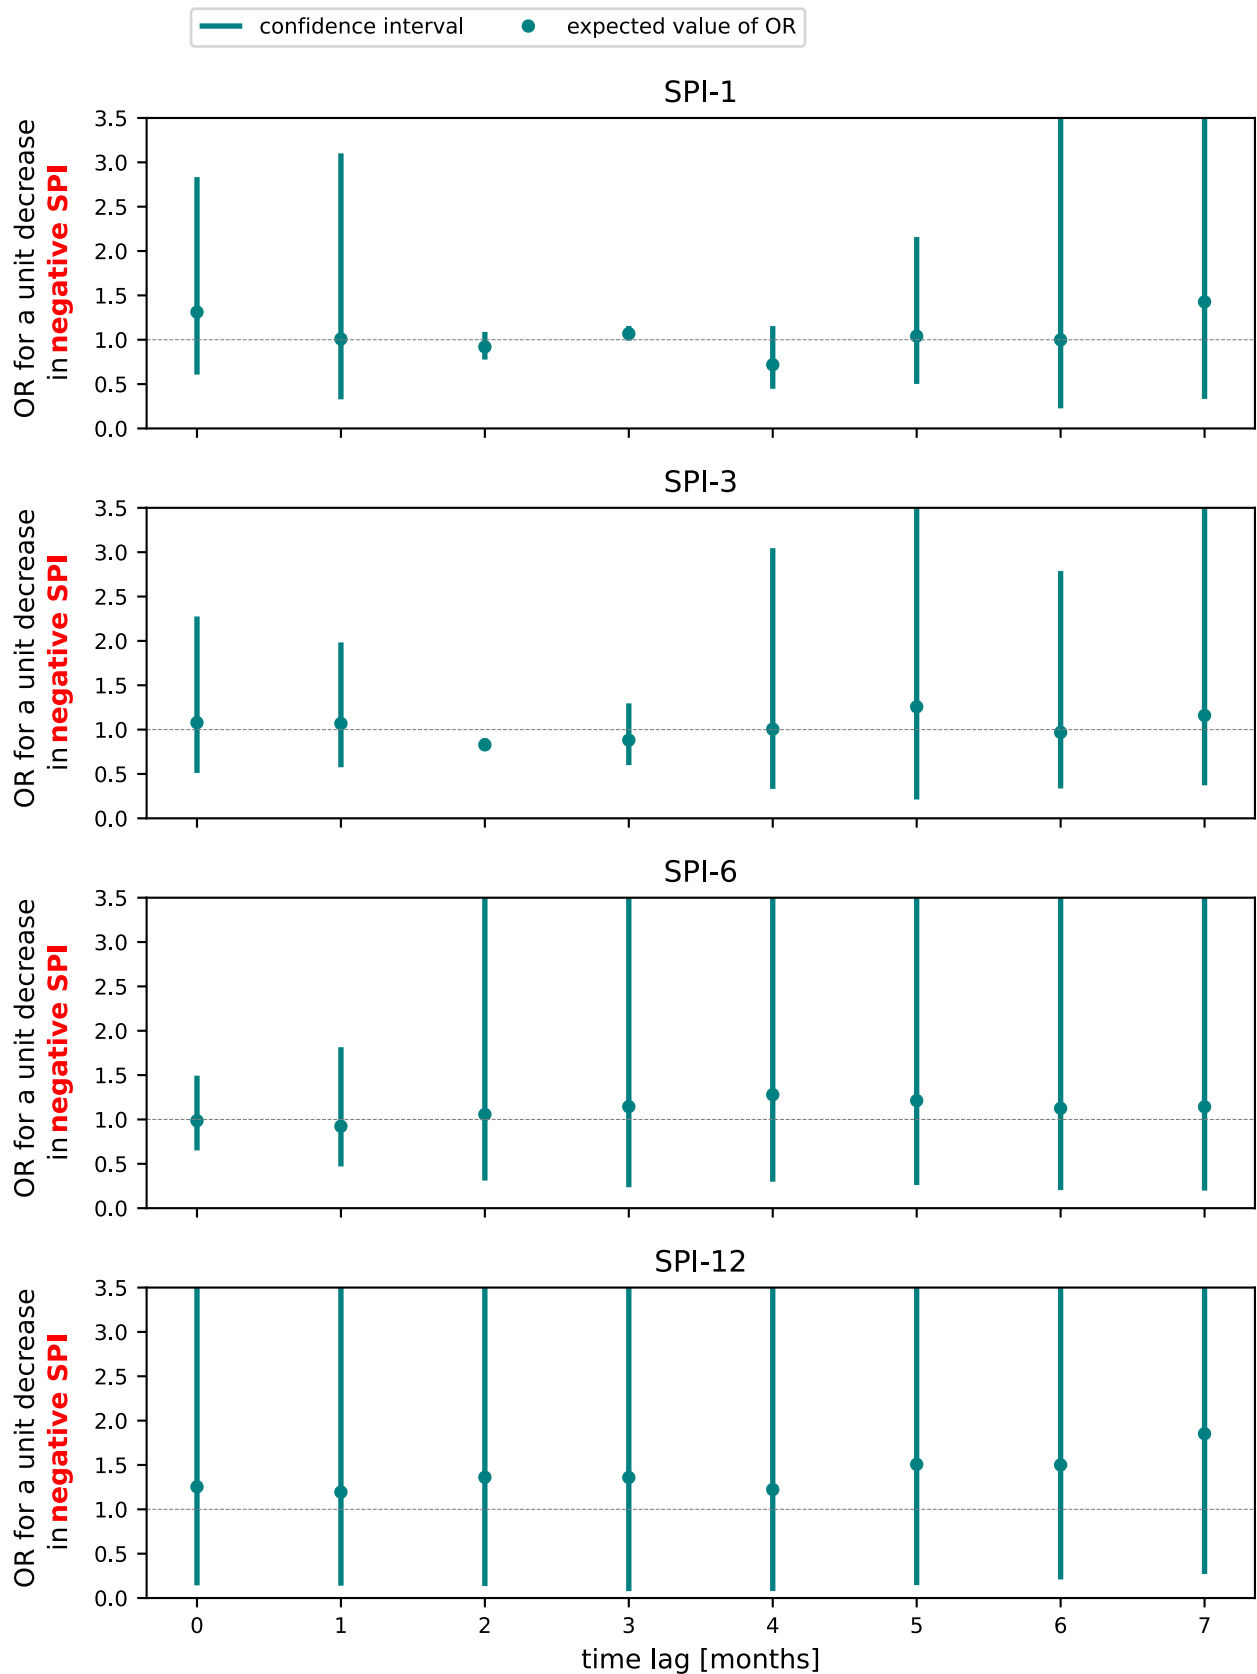 confidence interval expected value of OR
SPI-1
OR for a unit decrease
in negative SPI
3.5
3.0
2.5
2.0
1.5
1.0
0.5
0.0
SPI-3
OR for a unit decrease
in negative SPI
3.5
3.0
2.5
2.0
1.5
1.0
0.5
0.0
SPI-6
OR for a unit decrease
in negative SPI
3.5
3.0
2.5
2.0
1.5
1.0
0.5
0.0
SPI-12
OR for a unit decrease
in negative SPI
3.5
3.0
2.5
2.0
1.5
1.0
0.5
0.0
0 1 2 3 4 5 6 7
time lag [months]